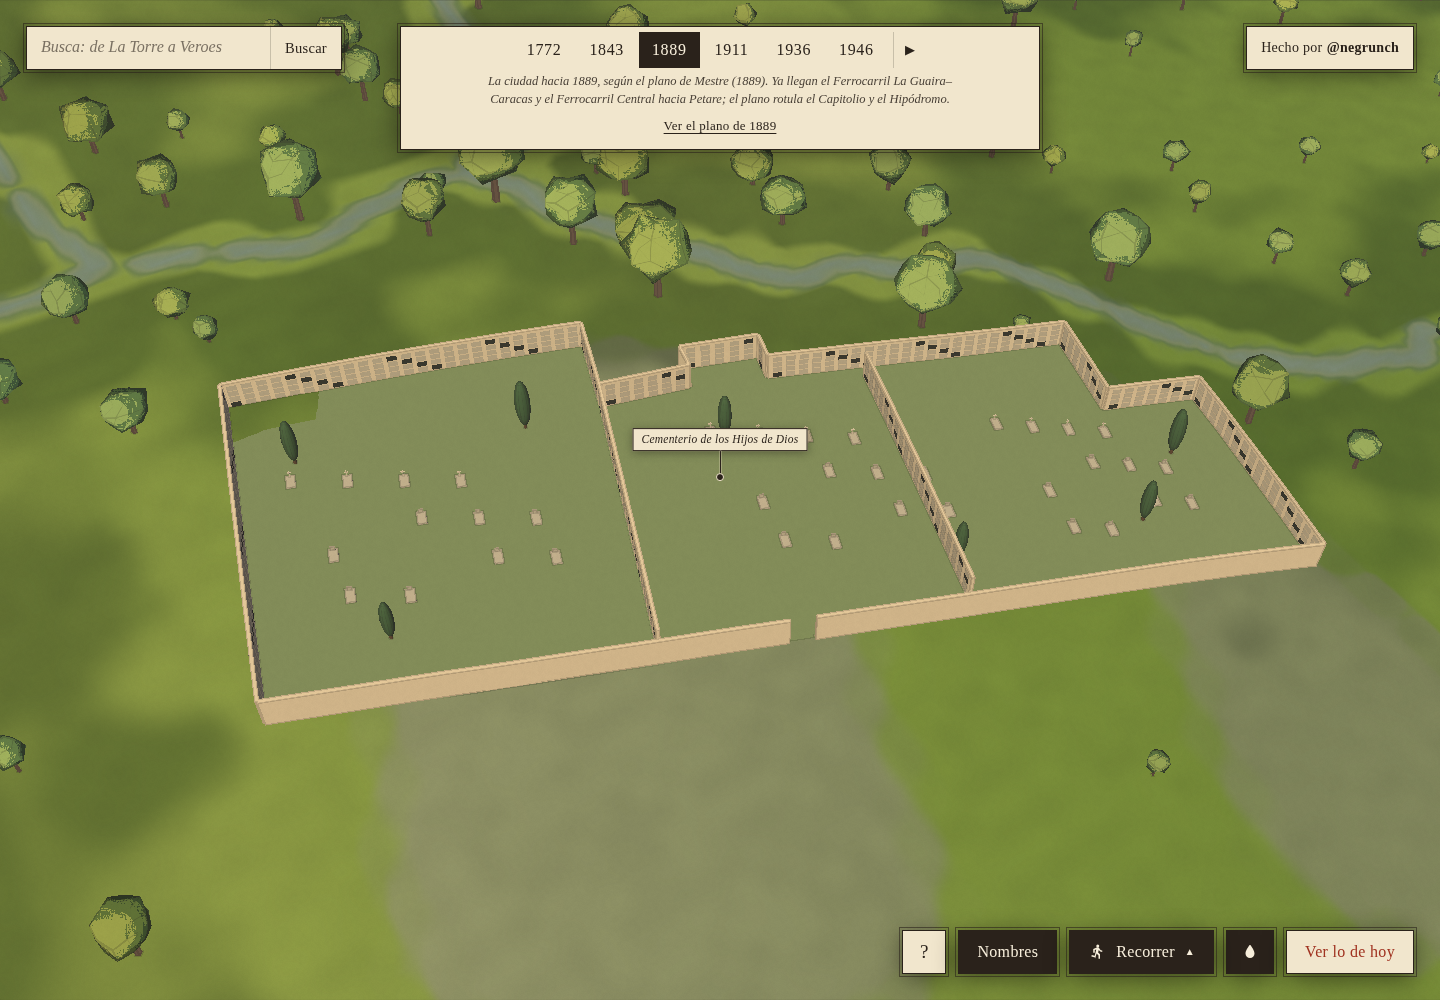 Busca: de La Torre a Veroes
Buscar
1772 1843 1889 1911 1936 1946 ▶
La ciudad hacia 1889, según el plano de Mestre (1889). Ya llegan el Ferrocarril La Guaira–
Caracas y el Ferrocarril Central hacia Petare; el plano rotula el Capitolio y el Hipódromo.
Ver el plano de 1889
Hecho por @negrunch
Cementerio de los Hijos de Dios
?
Nombres
Recorrer ▲
Ver lo de hoy